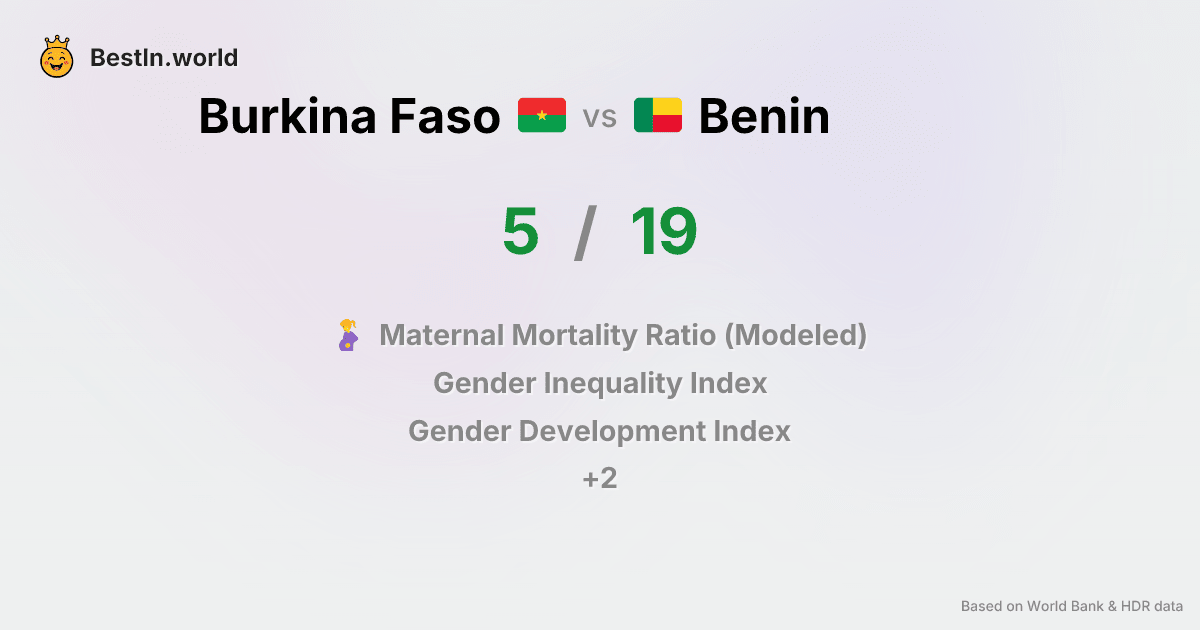 BestIn.world
Burkina Faso vs Benin
5 / 19
Maternal Mortality Ratio (Modeled)
Gender Inequality Index
Gender Development Index
+2
Based on World Bank & HDR data